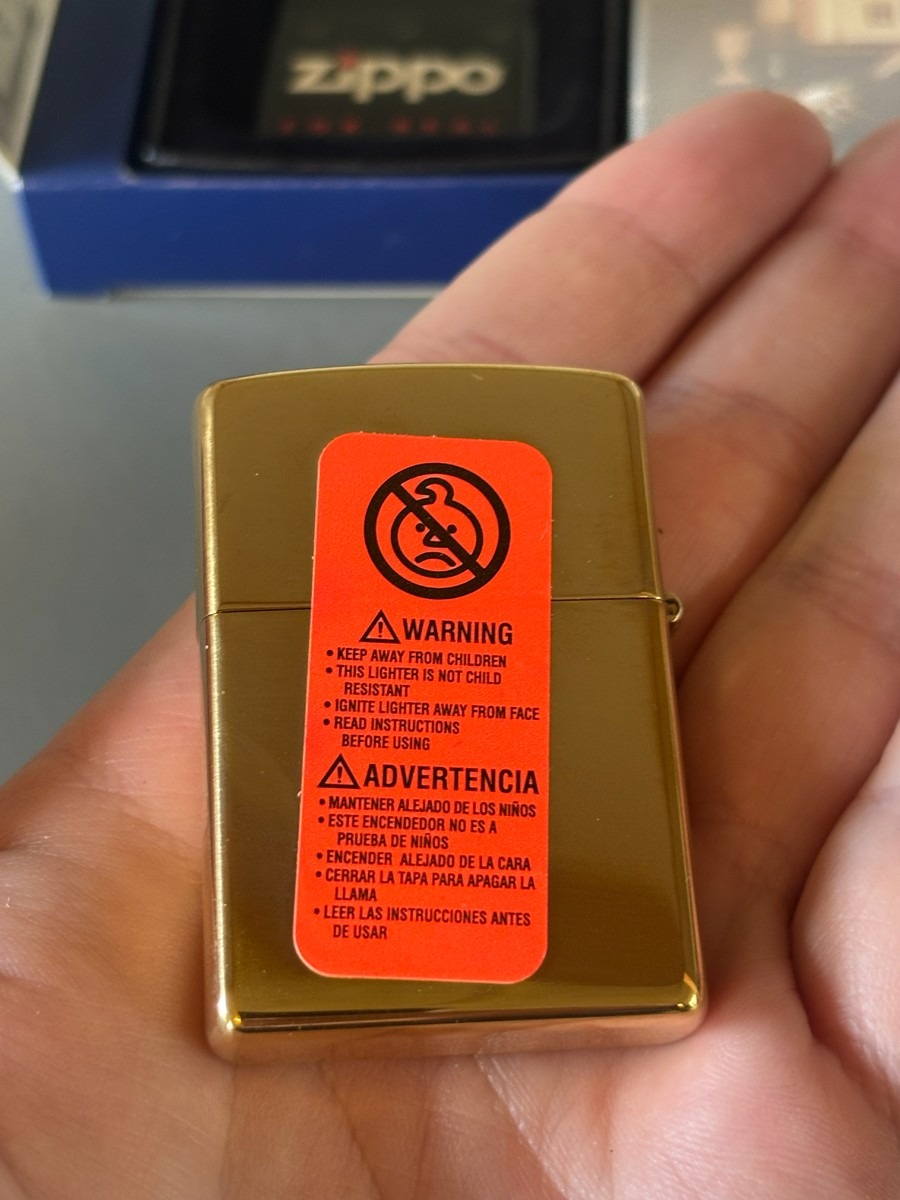 zippo
WARNING
• KEEP AWAY FROM CHILDREN
• THIS LIGHTER IS NOT CHILD
RESISTANT
• IGNITE LIGHTER AWAY FROM FACE
• READ INSTRUCTIONS
BEFORE USING
ADVERTENCIA
• MANTENER ALEJADO DE LOS NIÑOS
• ESTE ENCENDEDOR NO ES A
PRUEBA DE NIÑOS
• ENCENDER ALEJADO DE LA CARA
• CERRAR LA TAPA PARA APAGAR LA
LLAMA
• LEER LAS INSTRUCCIONES ANTES
DE USAR